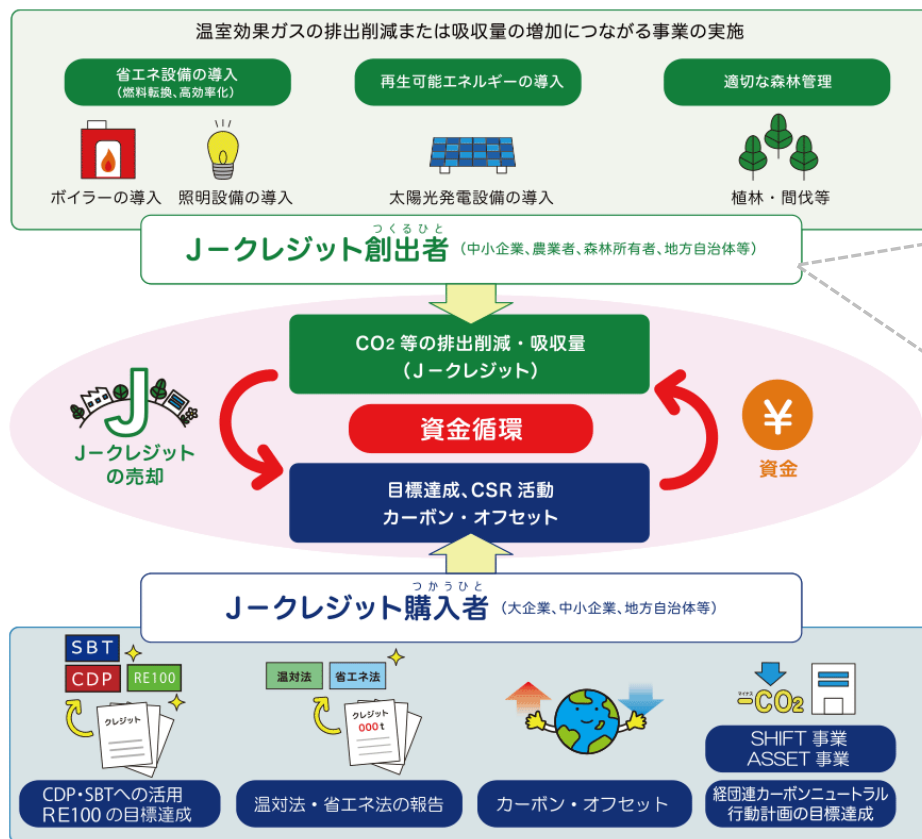 温室効果ガスの排出削減または吸収量の増加につながる事業の実施
省エネ設備の導入
(燃料転換、高効率化)
再生可能エネルギーの導入
適切な森林管理
ボイラーの導入
照明設備の導入
太陽光発電設備の導入
植林・間伐等
つくるひと
J－クレジット創出者(中小企業、農業者、森林所有者、地方自治体等)
CO2 等の排出削減・吸収量
(J－クレジット)
J
J－クレジット
の売却
資金循環
¥
資金
目標達成、CSR 活動
カーボン・オフセット
つかうひと
J－クレジット購入者(大企業、中小企業、地方自治体等)
SBT
CDP
RE100
クレジット
温対法
省エネ法
クレジット
000t
マイナス
-CO2
CDP・SBTへの活用
RE100の目標達成
温対法・省エネ法の報告
カーボン・オフセット
SHIFT 事業
ASSET 事業
経団連カーボンニュートラル
行動計画の目標達成